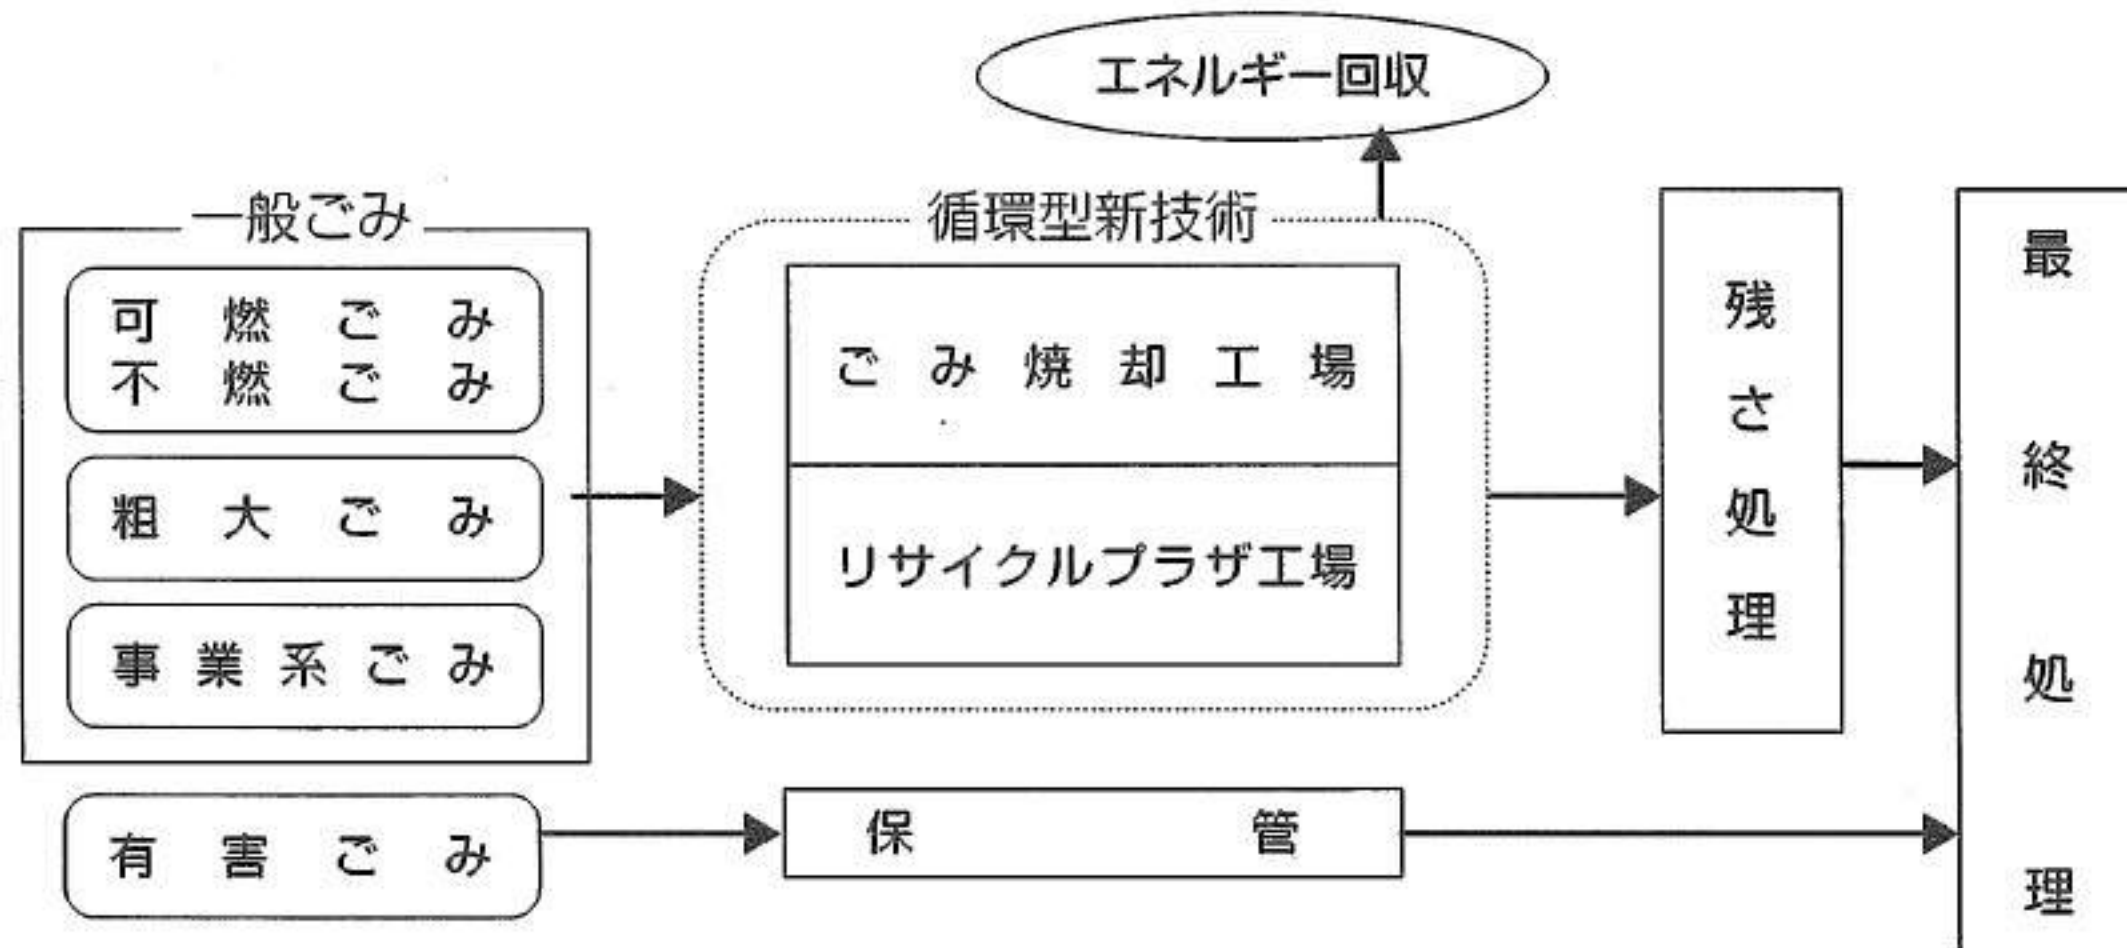 エネルギー回収
一般ごみ
可燃ごみ
不燃ごみ
粗大ごみ
事業系ごみ
有害ごみ
循環型新技術
ごみ焼却工場
リサイクルプラザ工場
保管
残さ処理
最終処理